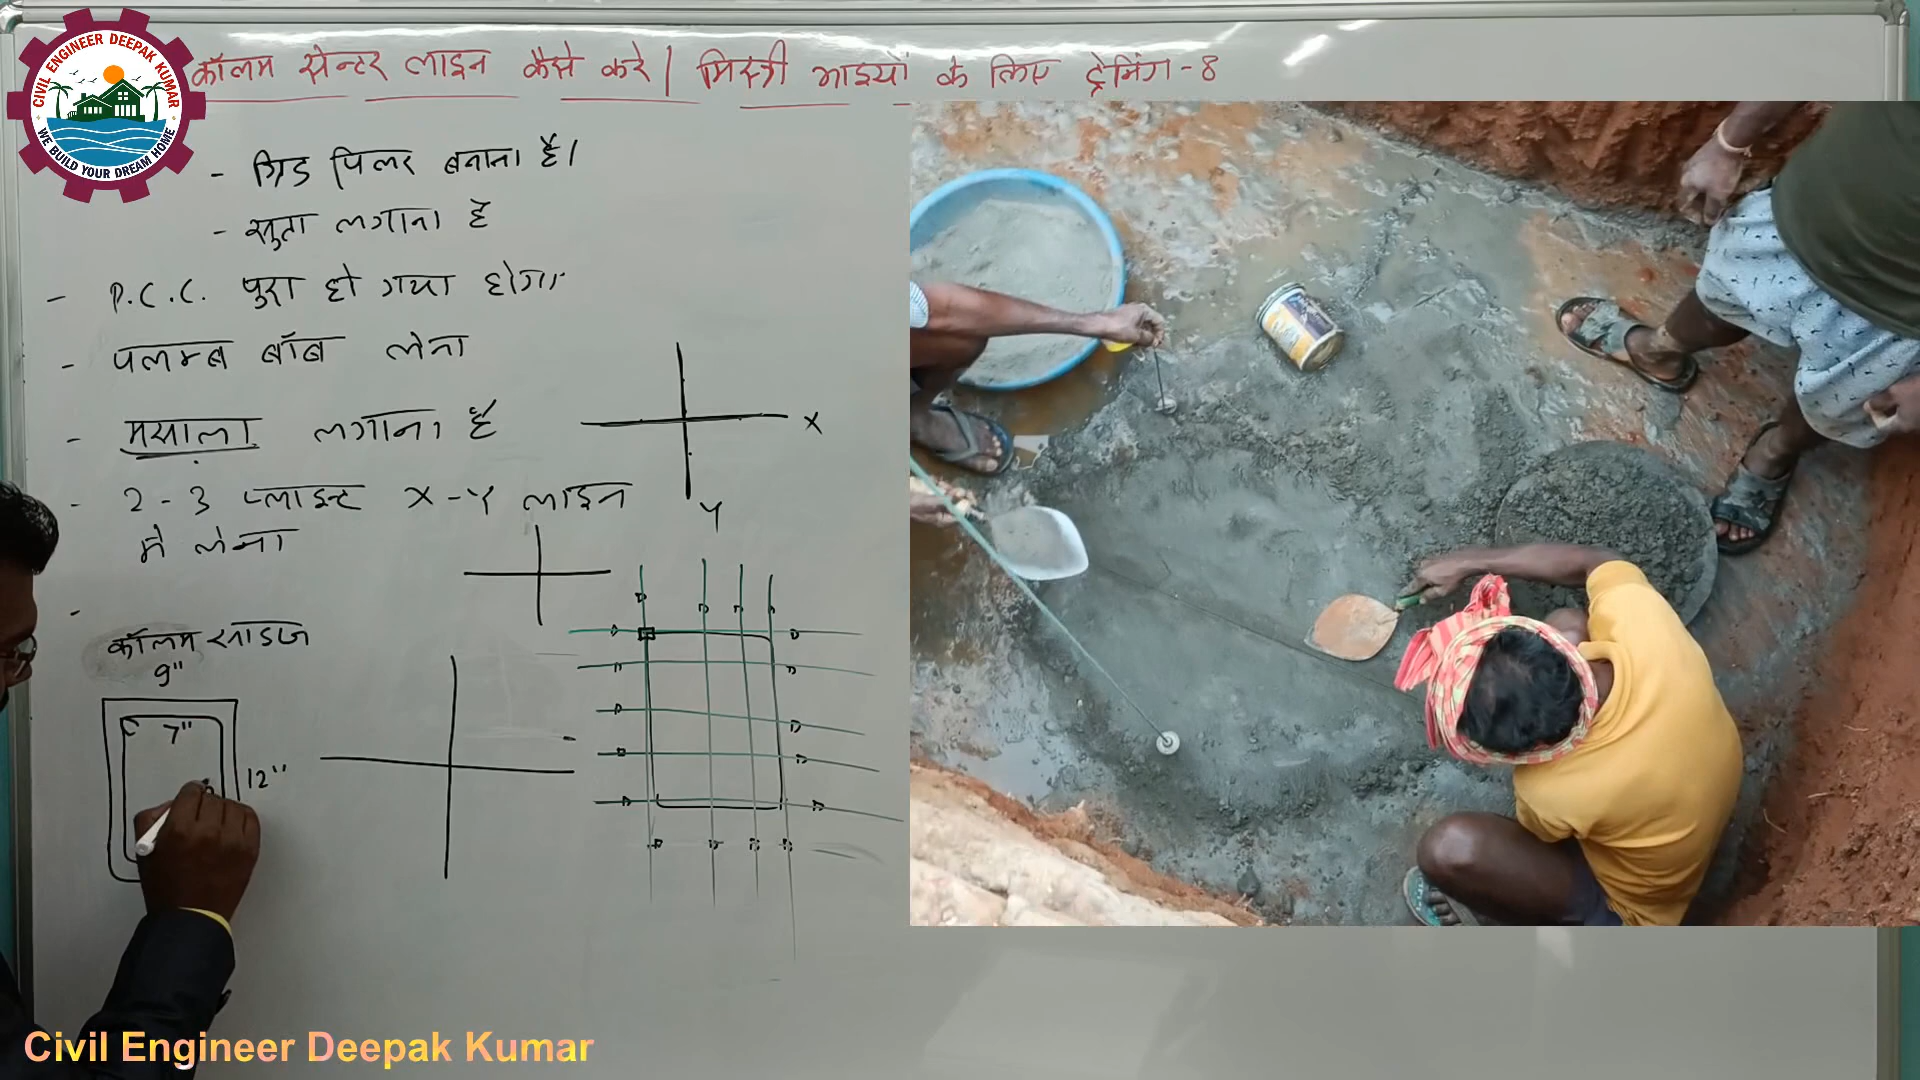 कॉलम सेन्टर लाइन कैसे करे | मिस्त्री भाइयों के लिए ट्रेनिंग - 8
CIVIL ENGINEER DEEPAK KUMAR
WE BUILD YOUR DREAM HOME
- ग्रिड पिलर बनाना है।
- सुता लगाना है
- P.C.C. पुरा हो गया होगा
- पलम्ब बॉब लेना
- मसाला लगाना है
X
- 2 - 3 प्वाइन्ट X - Y लाइन
Y
में लेना
-
कॉलम साइज
9"
7"
12"
Civil Engineer Deepak Kumar